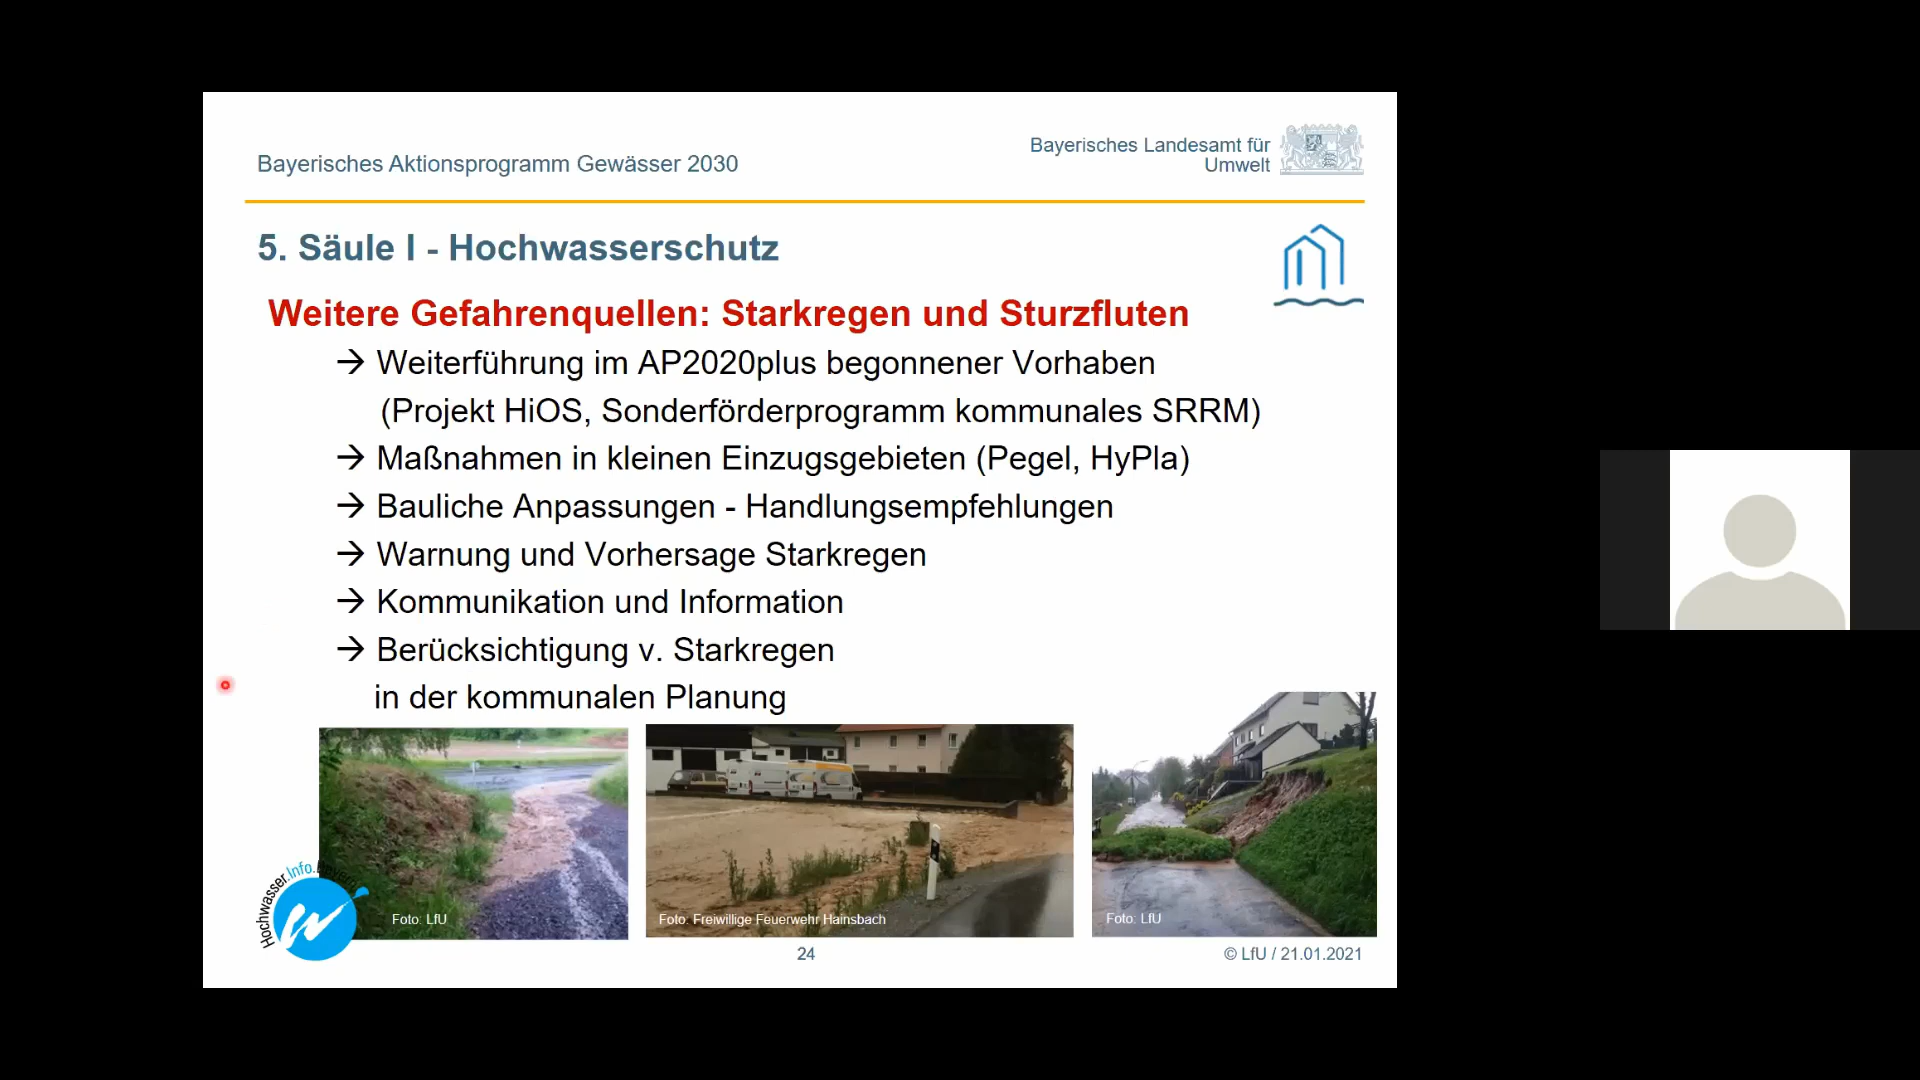 Bayerisches Aktionsprogramm Gewässer 2030
Bayerisches Landesamt für
Umwelt
5. Säule I - Hochwasserschutz
Weitere Gefahrenquellen: Starkregen und Sturzfluten
→ Weiterführung im AP2020plus begonnener Vorhaben
(Projekt HiOS, Sonderförderprogramm kommunales SRRM)
→ Maßnahmen in kleinen Einzugsgebieten (Pegel, HyPla)
→ Bauliche Anpassungen - Handlungsempfehlungen
→ Warnung und Vorhersage Starkregen
→ Kommunikation und Information
→ Berücksichtigung v. Starkregen
in der kommunalen Planung
Hochwasser.Info.
Foto: LfU
Foto: Freiwillige Feuerwehr Hainsbach
Foto: LfU
24
© LfU / 21.01.2021